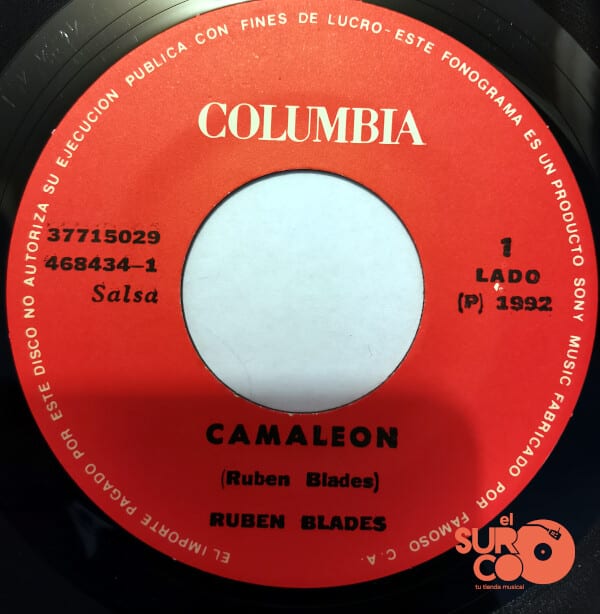 EL IMPORTE PAGADO POR ESTE DISCO NO AUTORIZA SU EJECUCION PUBLICA CON FINES DE LUCRO-ESTE FONOGRAMA ES UN PRODUCTO SONY MUSIC FABRICADO POR FAMOSO C.A.
COLUMBIA
37715029
468434-1
Salsa
1
LADO
(P) 1992
CAMALEON
(Ruben Blades)
RUBEN BLADES
el
SUR
CO
tu tienda musical